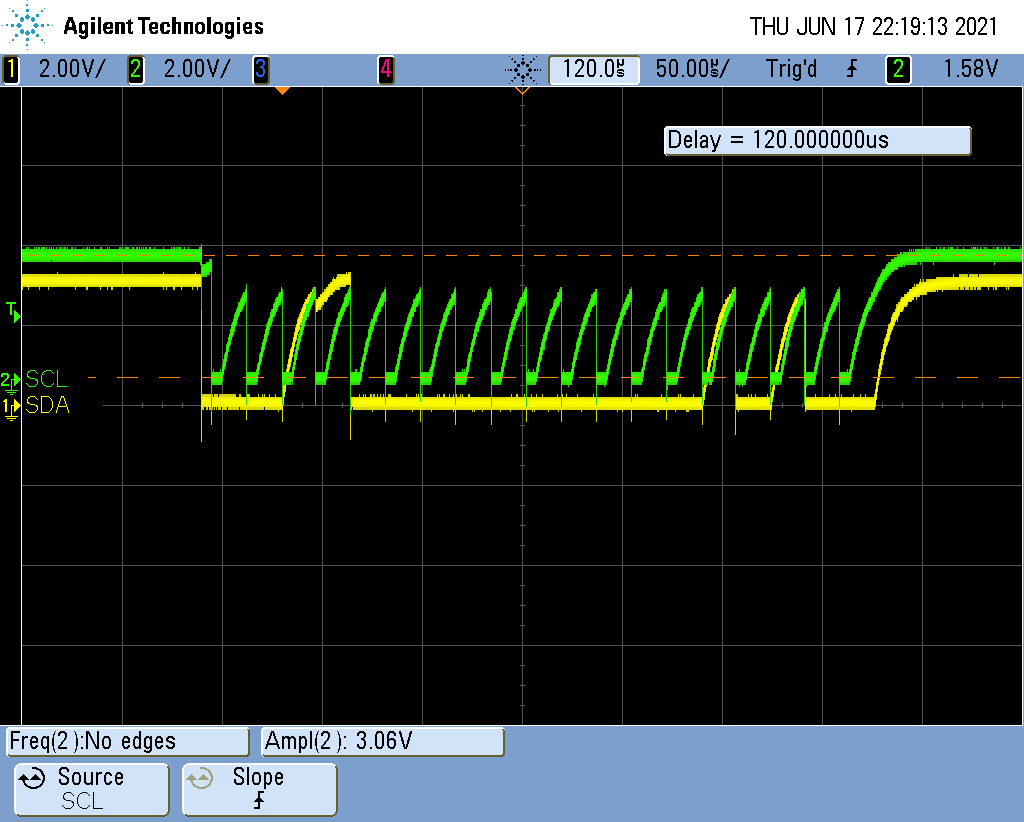 Agilent Technologies
THU JUN 17 22:19:13 2021
1 2.00V/ 2 2.00V/ 3 4 120.0µs 50.00µs/ Trig'd 2 1.58V
Delay = 120.000000us
T
2 SCL
1 SDA
Freq(2):No edges Ampl(2): 3.06V
Source Slope
SCL